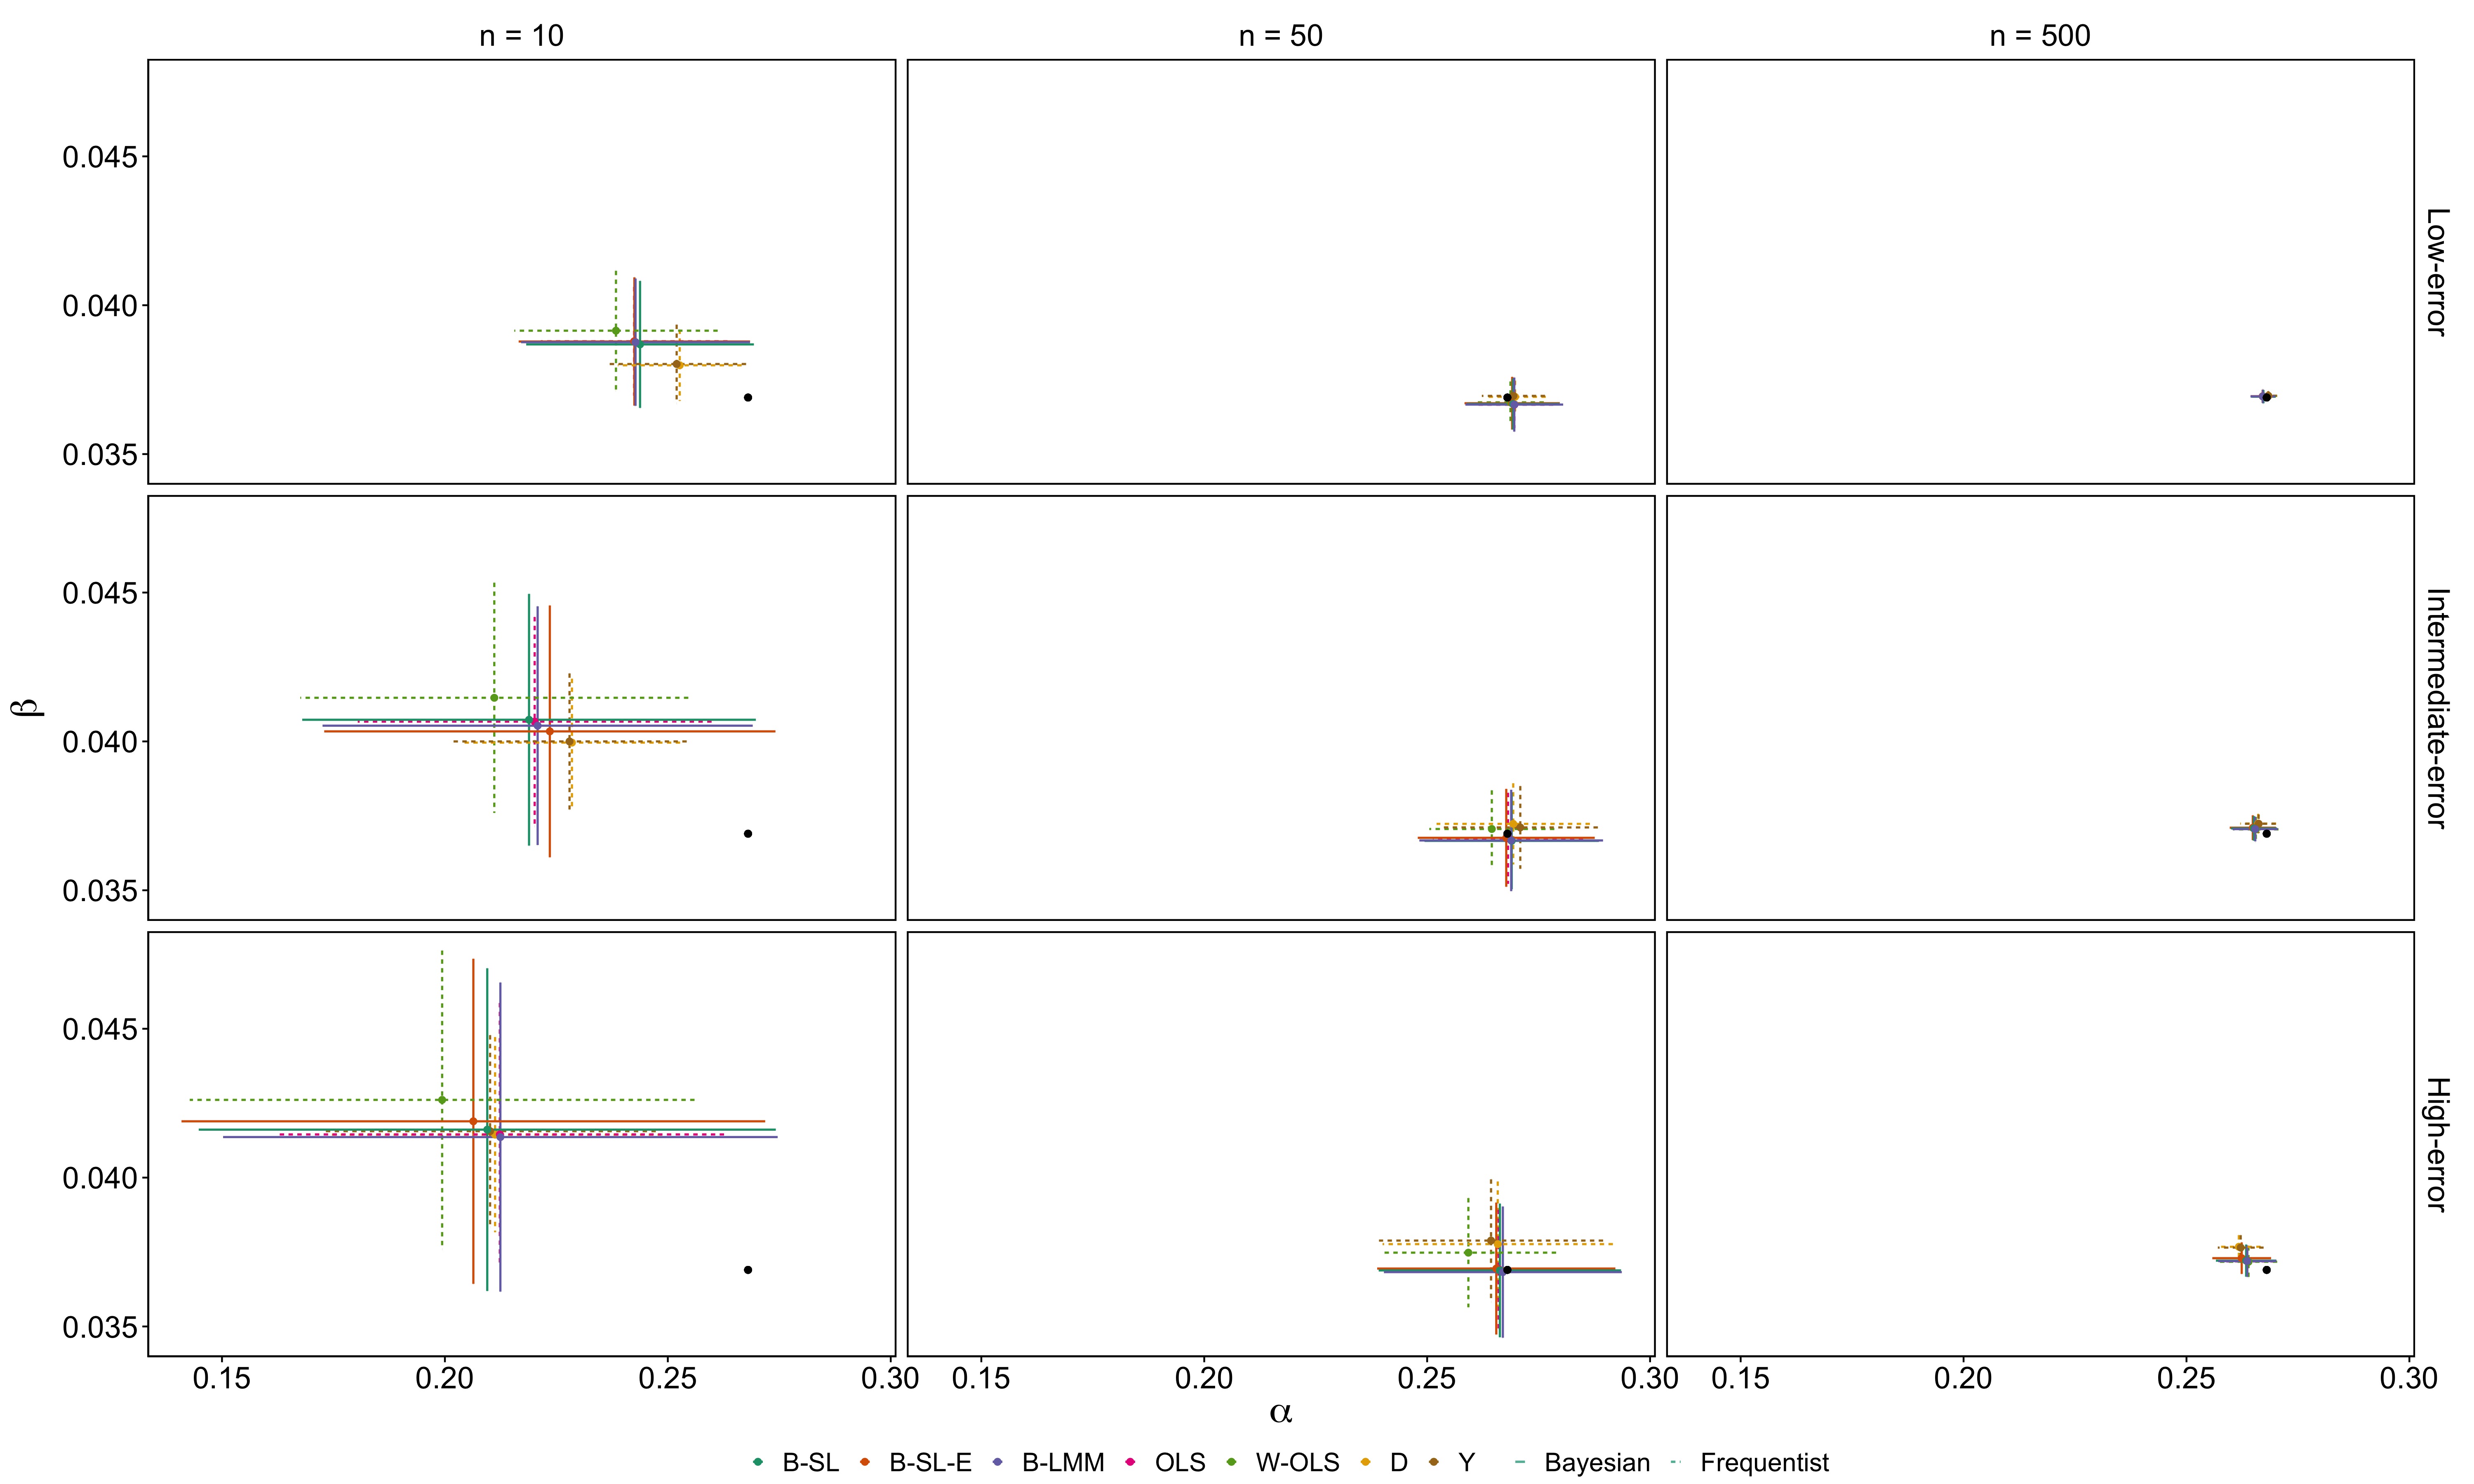 n = 10 n = 50 n = 500
0.045
0.040
0.035
Low-error
0.045
0.040
0.035
Intermediate-error
β
0.045
0.040
0.035
High-error
0.15 0.20 0.25 0.30 0.15 0.20 0.25 0.30 0.15 0.20 0.25 0.30
α
B-SL B-SL-E B-LMM OLS W-OLS D Y Bayesian Frequentist